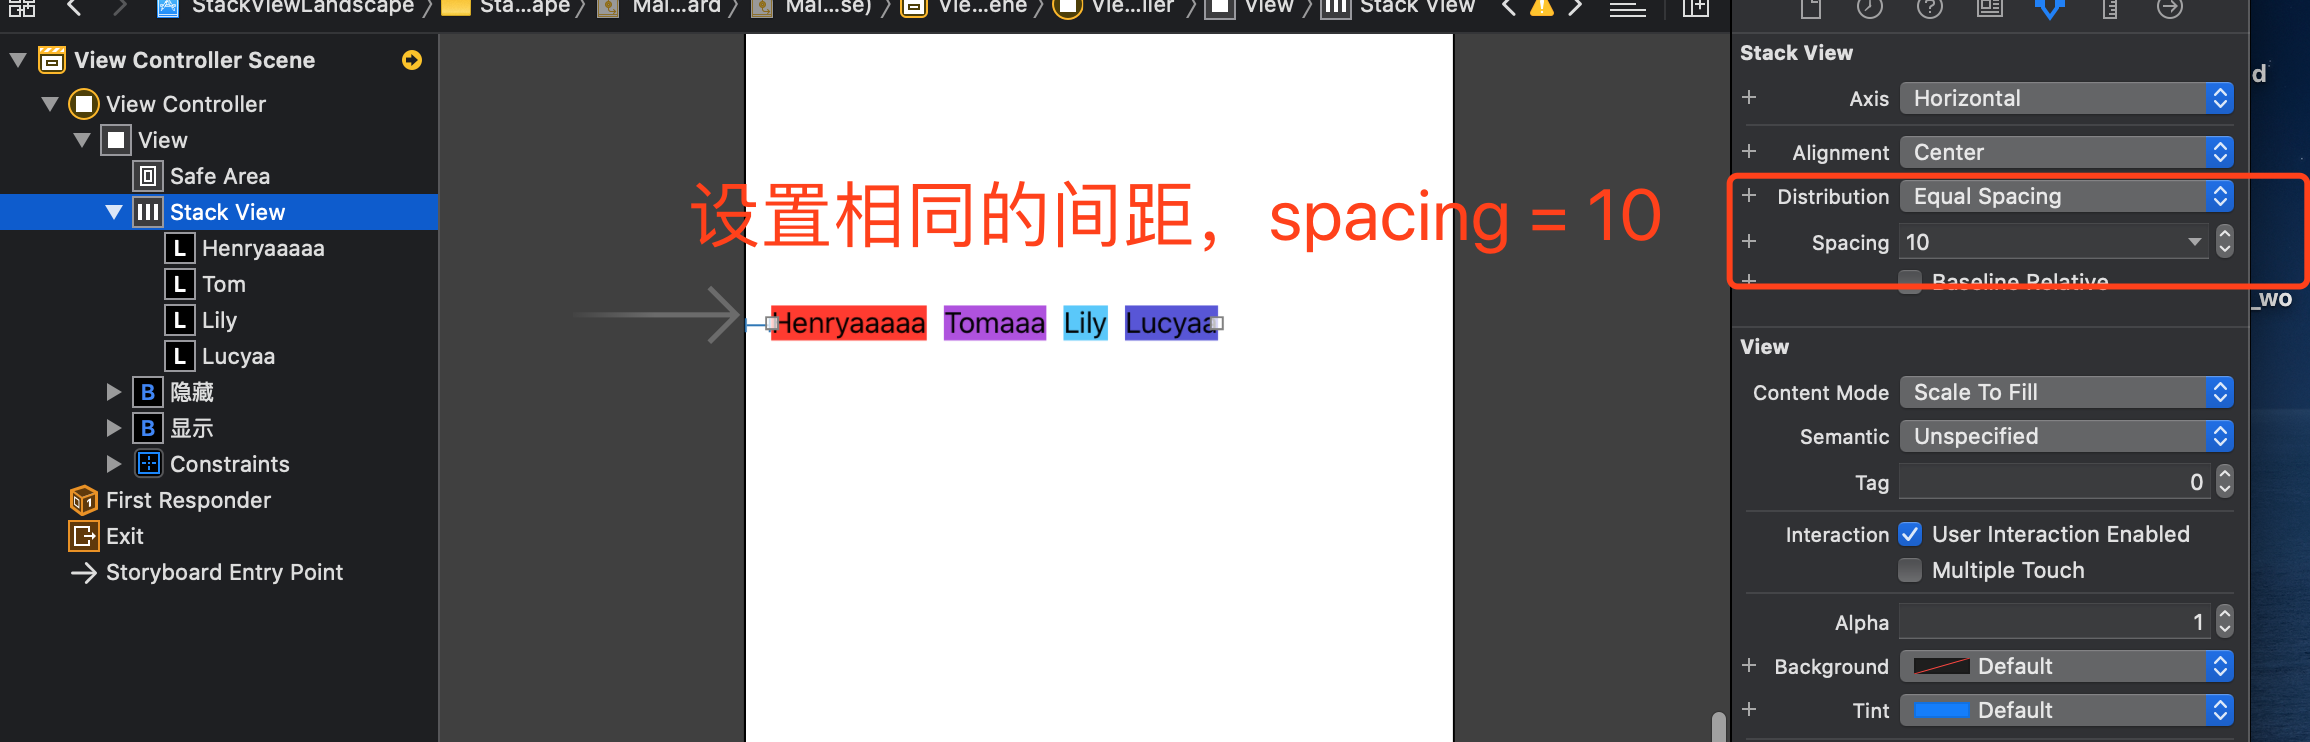 StackViewLandscape
Sta...ape
Mai...ard
Mai...se)
Vie...ene
Vie...ller
View
Stack View
View Controller Scene
View Controller
View
Safe Area
Stack View
L Henryaaaaa
L Tom
L Lily
L Lucyaa
B 隐藏
B 显示
Constraints
First Responder
Exit
Storyboard Entry Point
设置相同的间距，spacing = 10
Henryaaaaa Tomaaa Lily Lucyaa
Stack View
Axis Horizontal
Alignment Center
Distribution Equal Spacing
Spacing 10
Baseline Relative
View
Content Mode Scale To Fill
Semantic Unspecified
Tag 0
Interaction User Interaction Enabled
Multiple Touch
Alpha 1
Background Default
Tint Default
d
_wo